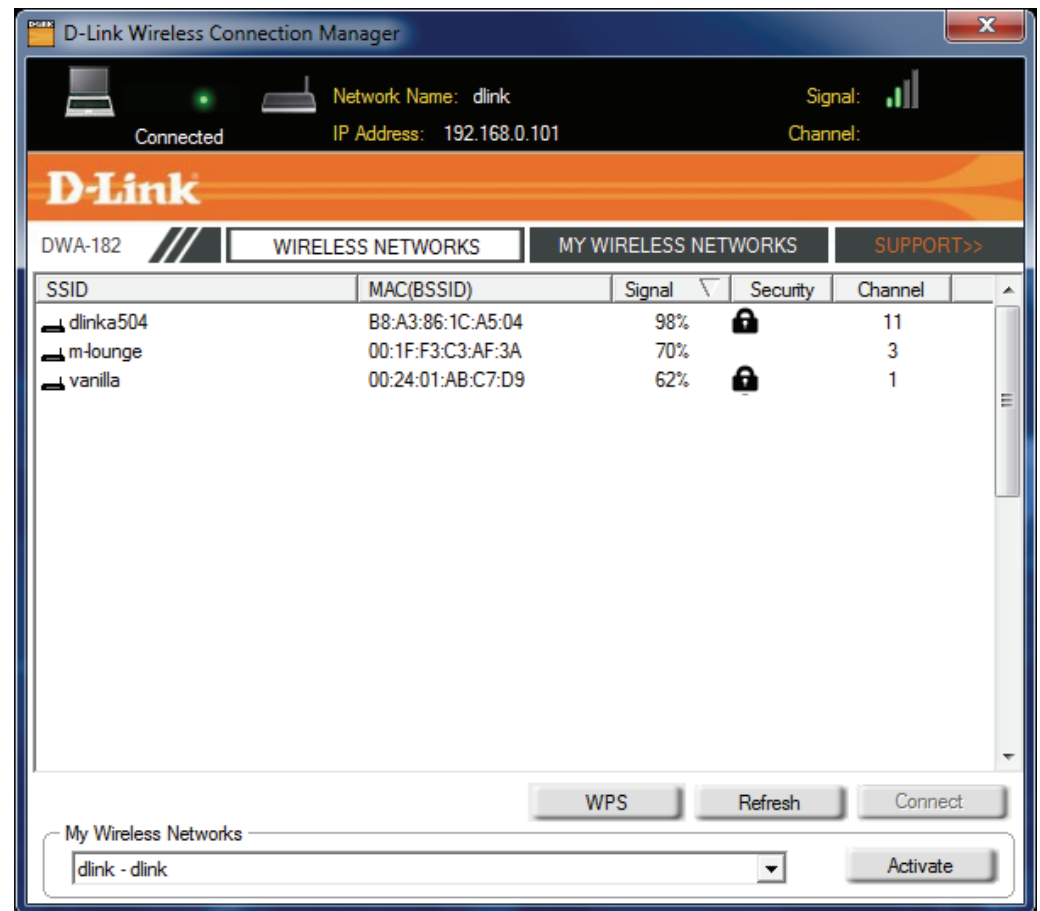 D-Link Wireless Connection Manager
Network Name: dlink Signal:
Connected IP Address: 192.168.0.101 Channel:
D-Link
DWA-182 WIRELESS NETWORKS MY WIRELESS NETWORKS SUPPORT>>
SSID MAC(BSSID) Signal Security Channel
dlinka504 B8:A3:86:1C:A5:04 98% 11
m-lounge 00:1F:F3:C3:AF:3A 70% 3
vanilla 00:24:01:AB:C7:D9 62% 1
WPS Refresh Connect
My Wireless Networks
dlink - dlink Activate